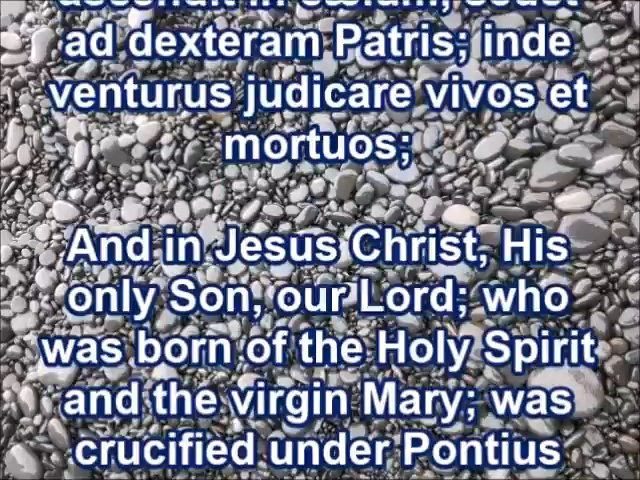 ad dexteram Patris; inde
venturus judicare vivos et
mortuos;
And in Jesus Christ, His
only Son, our Lord; who
was born of the Holy Spirit
and the virgin Mary; was
crucified under Pontius